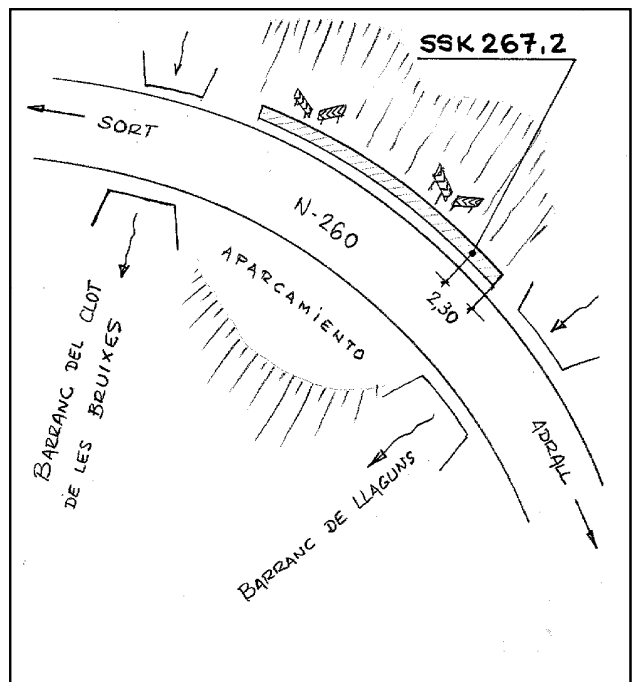 SSK 267,2
SORT
N-260
APARCAMIENTO
2,30
BARRANC DEL CLOT
DE LES BRUIXES
BARRANC DE LLAGUNS
ADRALL